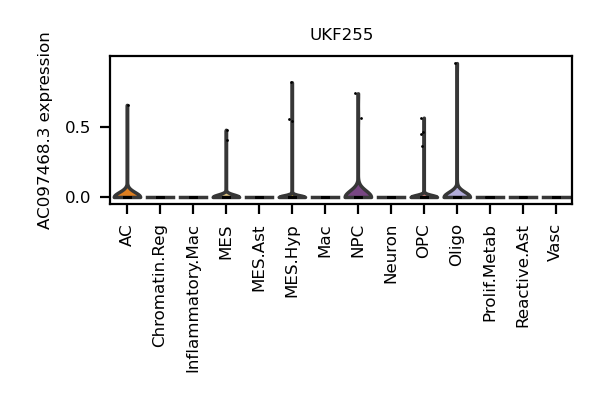 UKF255
AC097468.3 expression
0.5
0.0
AC
Chromatin.Reg
Inflammatory.Mac
MES
MES.Ast
MES.Hyp
Mac
NPC
Neuron
OPC
Oligo
Prolif.Metab
Reactive.Ast
Vasc